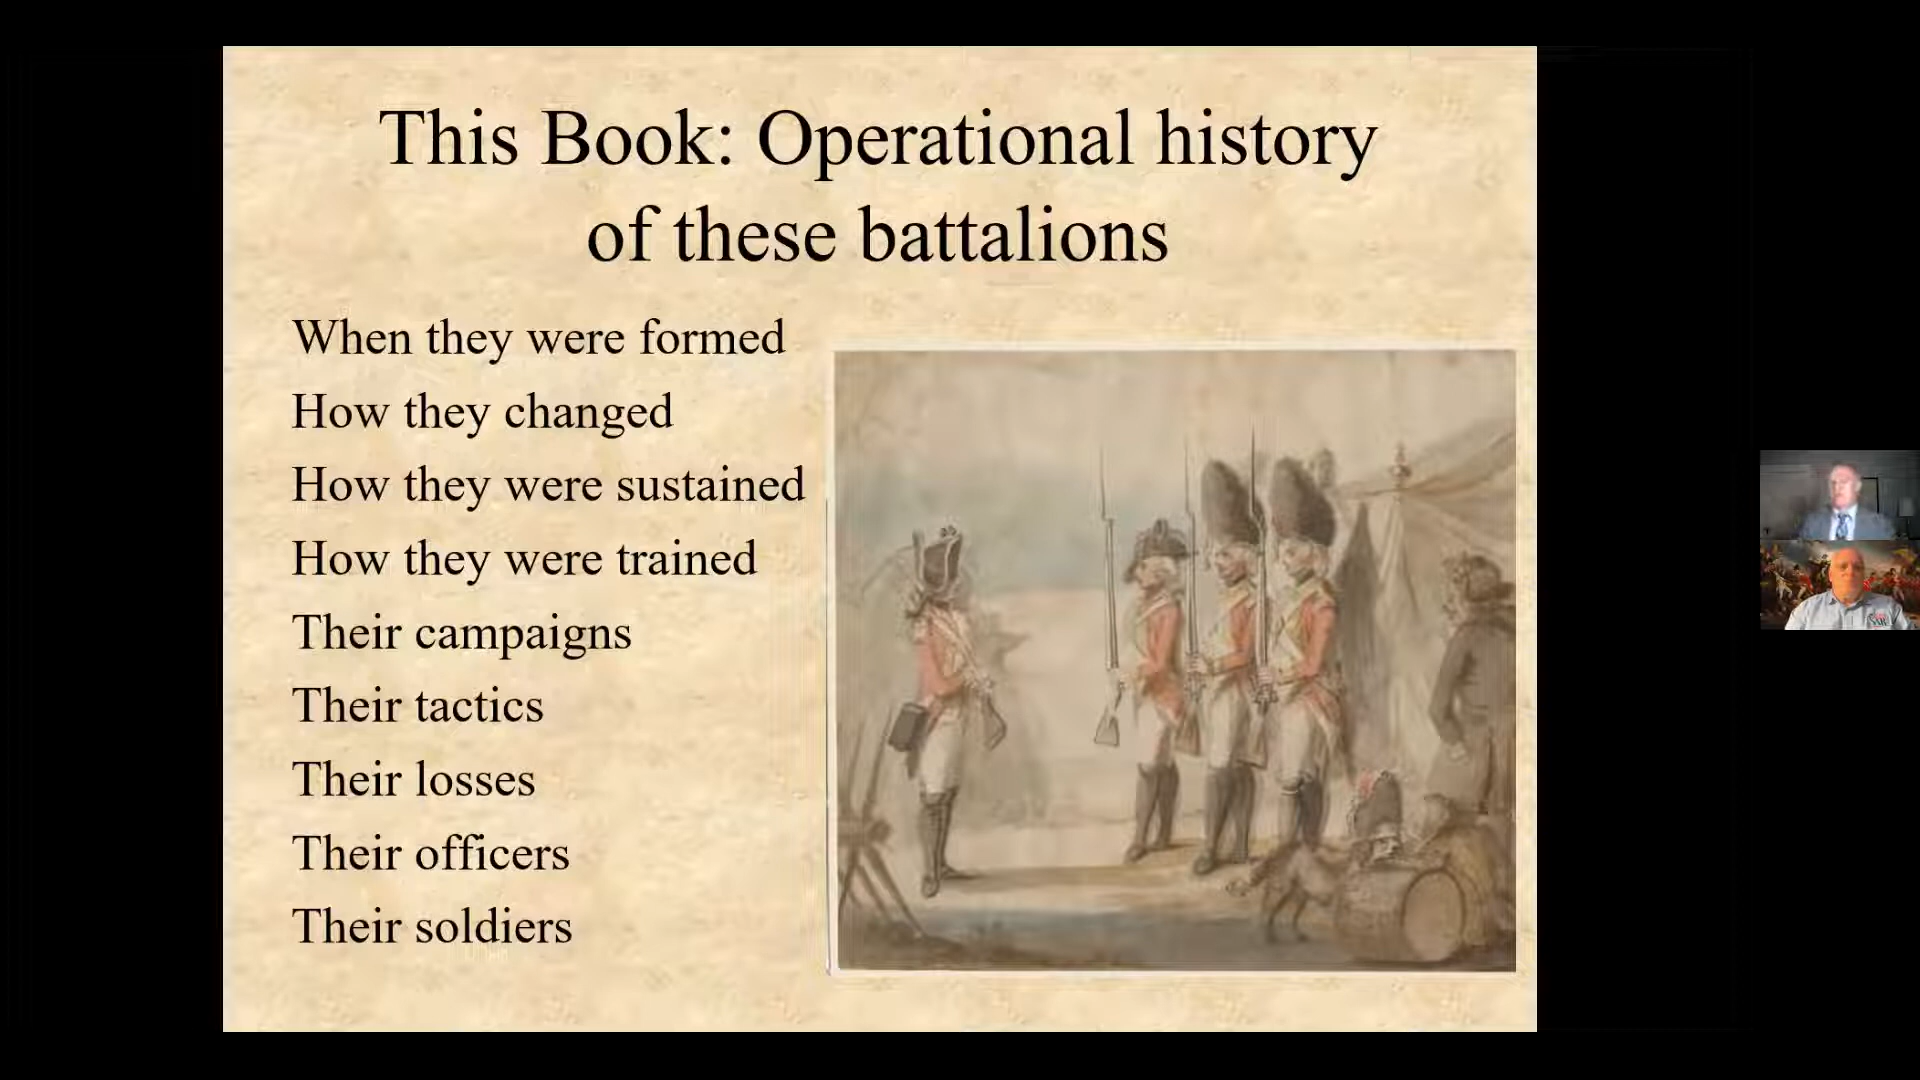 This Book: Operational history
of these battalions
When they were formed
How they changed
How they were sustained
How they were trained
Their campaigns
Their tactics
Their losses
Their officers
Their soldiers